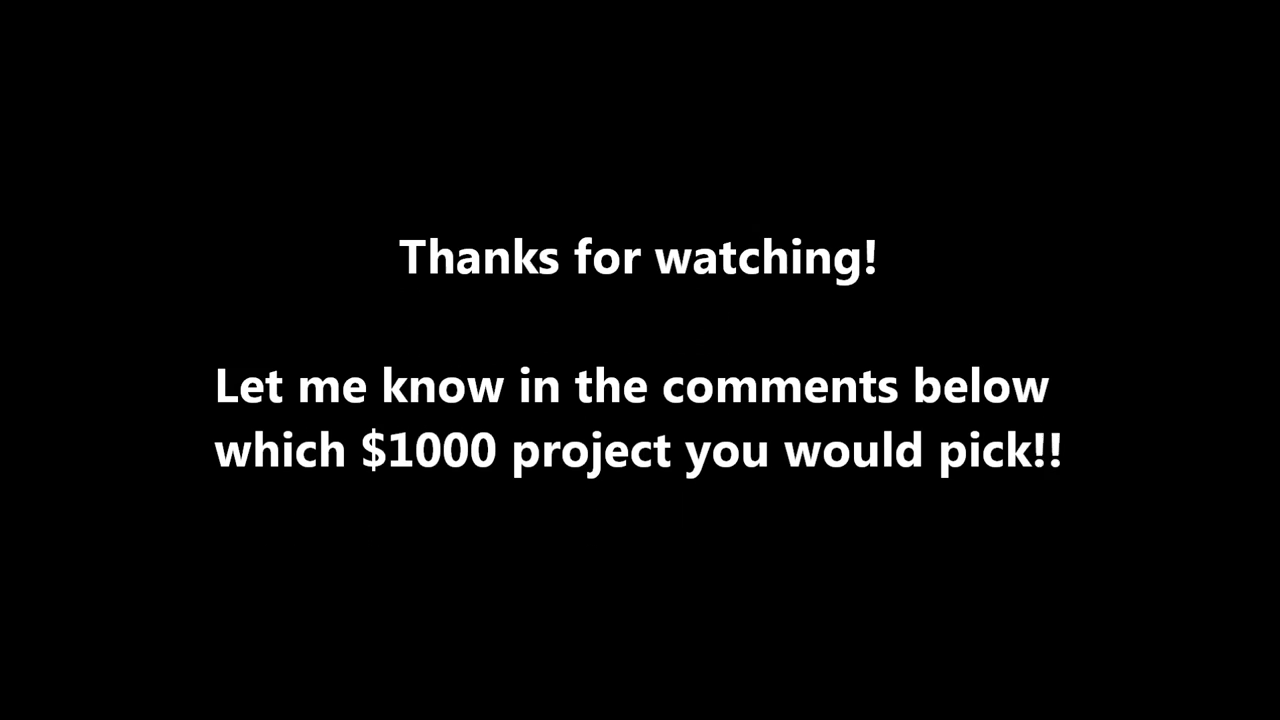 Thanks for watching!
Let me know in the comments below
which $1000 project you would pick!!